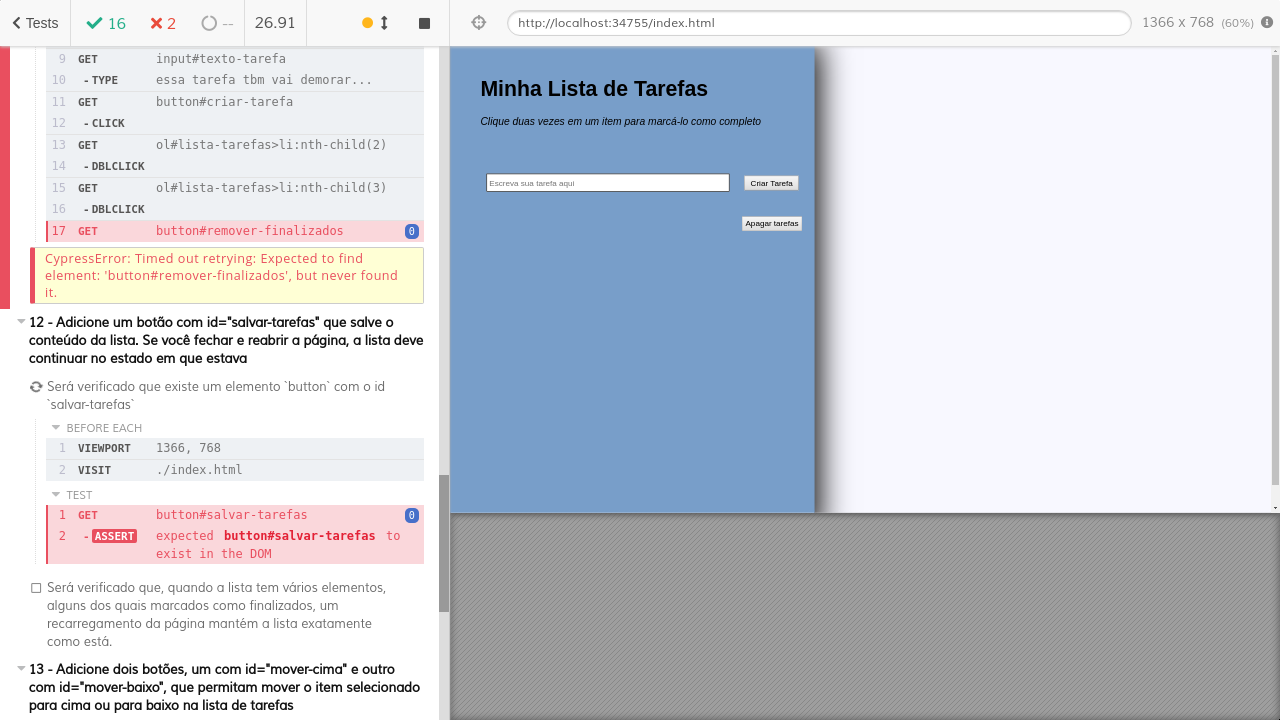 Tests 16 2 -- 26.91 http://localhost:34755/index.html 1366 x 768 (60%)
9 GET input#texto-tarefa
10 - TYPE essa tarefa tbm vai demorar...
11 GET button#criar-tarefa
12 - CLICK
13 GET ol#lista-tarefas>li:nth-child(2)
14 - DBLCLICK
15 GET ol#lista-tarefas>li:nth-child(3)
16 - DBLCLICK
17 GET button#remover-finalizados 0
CypressError: Timed out retrying: Expected to find
element: 'button#remover-finalizados', but never found
it.
12 - Adicione um botão com id="salvar-tarefas" que salve o
conteúdo da lista. Se você fechar e reabrir a página, a lista deve
continuar no estado em que estava
Será verificado que existe um elemento `button` com o id
`salvar-tarefas`
BEFORE EACH
1 VIEWPORT 1366, 768
2 VISIT ./index.html
TEST
1 GET button#salvar-tarefas 0
2 - ASSERT expected button#salvar-tarefas to
exist in the DOM
Será verificado que, quando a lista tem vários elementos,
alguns dos quais marcados como finalizados, um
recarregamento da página mantém a lista exatamente
como está.
13 - Adicione dois botões, um com id="mover-cima" e outro
com id="mover-baixo", que permitam mover o item selecionado
para cima ou para baixo na lista de tarefas
Minha Lista de Tarefas
Clique duas vezes em um item para marcá-lo como completo
Escreva sua tarefa aqui Criar Tarefa
Apagar tarefas